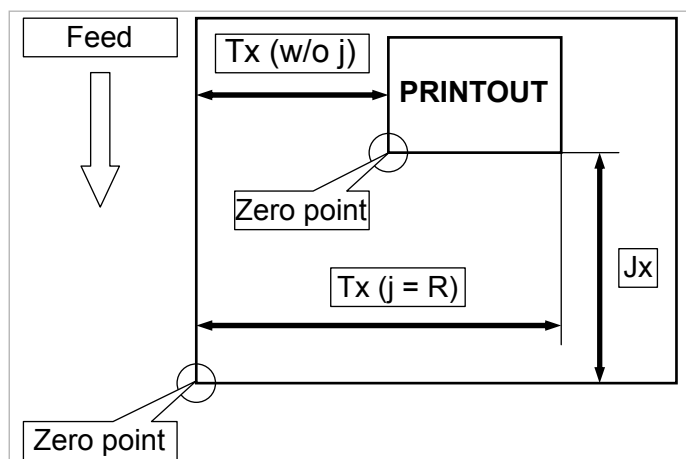 Feed
Tx (w/o j)
PRINTOUT
Zero point
Tx (j = R)
Jx
Zero point